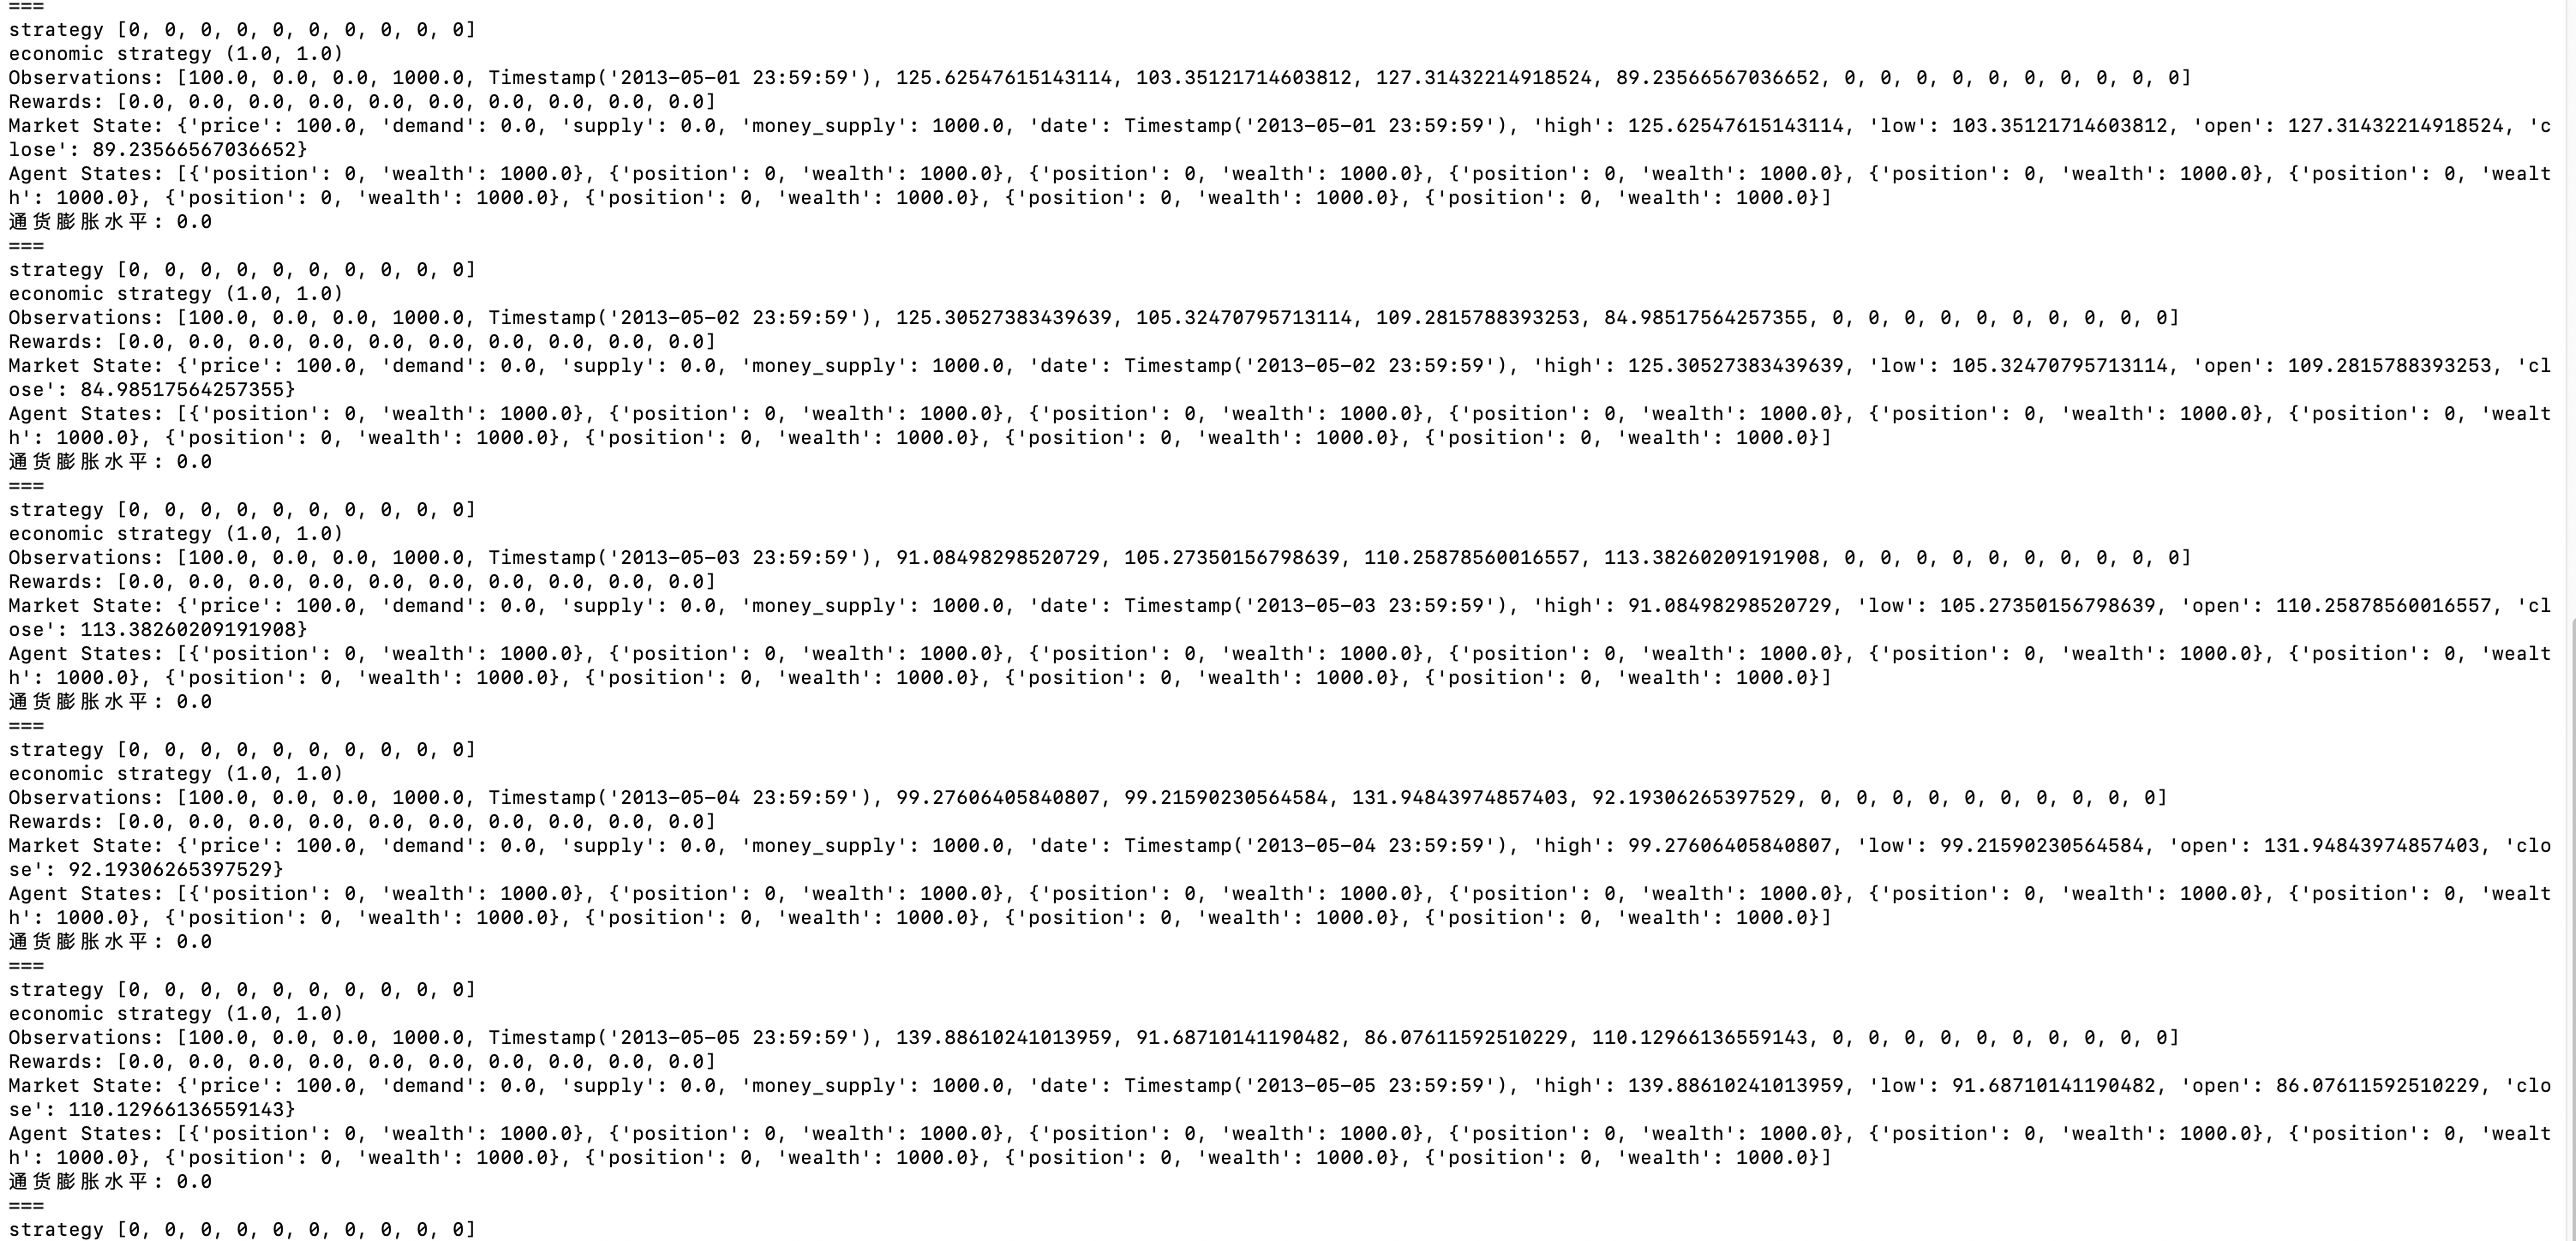 ===
strategy [0, 0, 0, 0, 0, 0, 0, 0, 0, 0]
economic strategy (1.0, 1.0)
Observations: [100.0, 0.0, 0.0, 1000.0, Timestamp('2013-05-01 23:59:59'), 125.62547615143114, 103.35121714603812, 127.31432214918524, 89.23566567036652, 0, 0, 0, 0, 0, 0, 0, 0, 0, 0]
Rewards: [0.0, 0.0, 0.0, 0.0, 0.0, 0.0, 0.0, 0.0, 0.0, 0.0]
Market State: {'price': 100.0, 'demand': 0.0, 'supply': 0.0, 'money_supply': 1000.0, 'date': Timestamp('2013-05-01 23:59:59'), 'high': 125.62547615143114, 'low': 103.35121714603812, 'open': 127.31432214918524, 'c
lose': 89.23566567036652}
Agent States: [{'position': 0, 'wealth': 1000.0}, {'position': 0, 'wealth': 1000.0}, {'position': 0, 'wealth': 1000.0}, {'position': 0, 'wealth': 1000.0}, {'position': 0, 'wealth': 1000.0}, {'position': 0, 'wealt
h': 1000.0}, {'position': 0, 'wealth': 1000.0}, {'position': 0, 'wealth': 1000.0}, {'position': 0, 'wealth': 1000.0}, {'position': 0, 'wealth': 1000.0}]
通货膨胀水平: 0.0
===
strategy [0, 0, 0, 0, 0, 0, 0, 0, 0, 0]
economic strategy (1.0, 1.0)
Observations: [100.0, 0.0, 0.0, 1000.0, Timestamp('2013-05-02 23:59:59'), 125.30527383439639, 105.32470795713114, 109.2815788393253, 84.98517564257355, 0, 0, 0, 0, 0, 0, 0, 0, 0, 0]
Rewards: [0.0, 0.0, 0.0, 0.0, 0.0, 0.0, 0.0, 0.0, 0.0, 0.0]
Market State: {'price': 100.0, 'demand': 0.0, 'supply': 0.0, 'money_supply': 1000.0, 'date': Timestamp('2013-05-02 23:59:59'), 'high': 125.30527383439639, 'low': 105.32470795713114, 'open': 109.2815788393253, 'cl
ose': 84.98517564257355}
Agent States: [{'position': 0, 'wealth': 1000.0}, {'position': 0, 'wealth': 1000.0}, {'position': 0, 'wealth': 1000.0}, {'position': 0, 'wealth': 1000.0}, {'position': 0, 'wealth': 1000.0}, {'position': 0, 'wealt
h': 1000.0}, {'position': 0, 'wealth': 1000.0}, {'position': 0, 'wealth': 1000.0}, {'position': 0, 'wealth': 1000.0}, {'position': 0, 'wealth': 1000.0}]
通货膨胀水平: 0.0
===
strategy [0, 0, 0, 0, 0, 0, 0, 0, 0, 0]
economic strategy (1.0, 1.0)
Observations: [100.0, 0.0, 0.0, 1000.0, Timestamp('2013-05-03 23:59:59'), 91.08498298520729, 105.27350156798639, 110.25878560016557, 113.38260209191908, 0, 0, 0, 0, 0, 0, 0, 0, 0, 0]
Rewards: [0.0, 0.0, 0.0, 0.0, 0.0, 0.0, 0.0, 0.0, 0.0, 0.0]
Market State: {'price': 100.0, 'demand': 0.0, 'supply': 0.0, 'money_supply': 1000.0, 'date': Timestamp('2013-05-03 23:59:59'), 'high': 91.08498298520729, 'low': 105.27350156798639, 'open': 110.25878560016557, 'cl
ose': 113.38260209191908}
Agent States: [{'position': 0, 'wealth': 1000.0}, {'position': 0, 'wealth': 1000.0}, {'position': 0, 'wealth': 1000.0}, {'position': 0, 'wealth': 1000.0}, {'position': 0, 'wealth': 1000.0}, {'position': 0, 'wealt
h': 1000.0}, {'position': 0, 'wealth': 1000.0}, {'position': 0, 'wealth': 1000.0}, {'position': 0, 'wealth': 1000.0}, {'position': 0, 'wealth': 1000.0}]
通货膨胀水平: 0.0
===
strategy [0, 0, 0, 0, 0, 0, 0, 0, 0, 0]
economic strategy (1.0, 1.0)
Observations: [100.0, 0.0, 0.0, 1000.0, Timestamp('2013-05-04 23:59:59'), 99.27606405840807, 99.21590230564584, 131.94843974857403, 92.19306265397529, 0, 0, 0, 0, 0, 0, 0, 0, 0, 0]
Rewards: [0.0, 0.0, 0.0, 0.0, 0.0, 0.0, 0.0, 0.0, 0.0, 0.0]
Market State: {'price': 100.0, 'demand': 0.0, 'supply': 0.0, 'money_supply': 1000.0, 'date': Timestamp('2013-05-04 23:59:59'), 'high': 99.27606405840807, 'low': 99.21590230564584, 'open': 131.94843974857403, 'clo
se': 92.19306265397529}
Agent States: [{'position': 0, 'wealth': 1000.0}, {'position': 0, 'wealth': 1000.0}, {'position': 0, 'wealth': 1000.0}, {'position': 0, 'wealth': 1000.0}, {'position': 0, 'wealth': 1000.0}, {'position': 0, 'wealt
h': 1000.0}, {'position': 0, 'wealth': 1000.0}, {'position': 0, 'wealth': 1000.0}, {'position': 0, 'wealth': 1000.0}, {'position': 0, 'wealth': 1000.0}]
通货膨胀水平: 0.0
===
strategy [0, 0, 0, 0, 0, 0, 0, 0, 0, 0]
economic strategy (1.0, 1.0)
Observations: [100.0, 0.0, 0.0, 1000.0, Timestamp('2013-05-05 23:59:59'), 139.88610241013959, 91.68710141190482, 86.07611592510229, 110.12966136559143, 0, 0, 0, 0, 0, 0, 0, 0, 0, 0]
Rewards: [0.0, 0.0, 0.0, 0.0, 0.0, 0.0, 0.0, 0.0, 0.0, 0.0]
Market State: {'price': 100.0, 'demand': 0.0, 'supply': 0.0, 'money_supply': 1000.0, 'date': Timestamp('2013-05-05 23:59:59'), 'high': 139.88610241013959, 'low': 91.68710141190482, 'open': 86.07611592510229, 'clo
se': 110.12966136559143}
Agent States: [{'position': 0, 'wealth': 1000.0}, {'position': 0, 'wealth': 1000.0}, {'position': 0, 'wealth': 1000.0}, {'position': 0, 'wealth': 1000.0}, {'position': 0, 'wealth': 1000.0}, {'position': 0, 'wealt
h': 1000.0}, {'position': 0, 'wealth': 1000.0}, {'position': 0, 'wealth': 1000.0}, {'position': 0, 'wealth': 1000.0}, {'position': 0, 'wealth': 1000.0}]
通货膨胀水平: 0.0
===
strategy [0, 0, 0, 0, 0, 0, 0, 0, 0, 0]